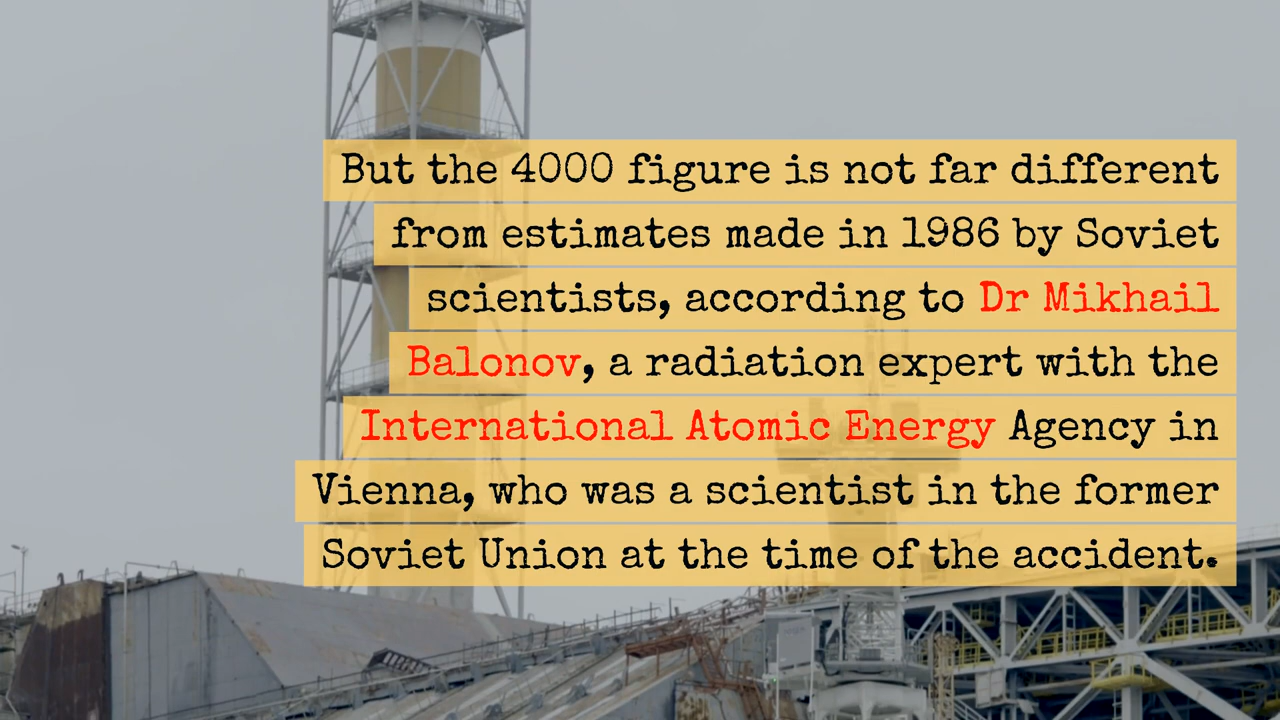 But the 4000 figure is not far different
from estimates made in 1986 by Soviet
scientists, according to Dr Mikhail
Balonov, a radiation expert with the
International Atomic Energy Agency in
Vienna, who was a scientist in the former
Soviet Union at the time of the accident.